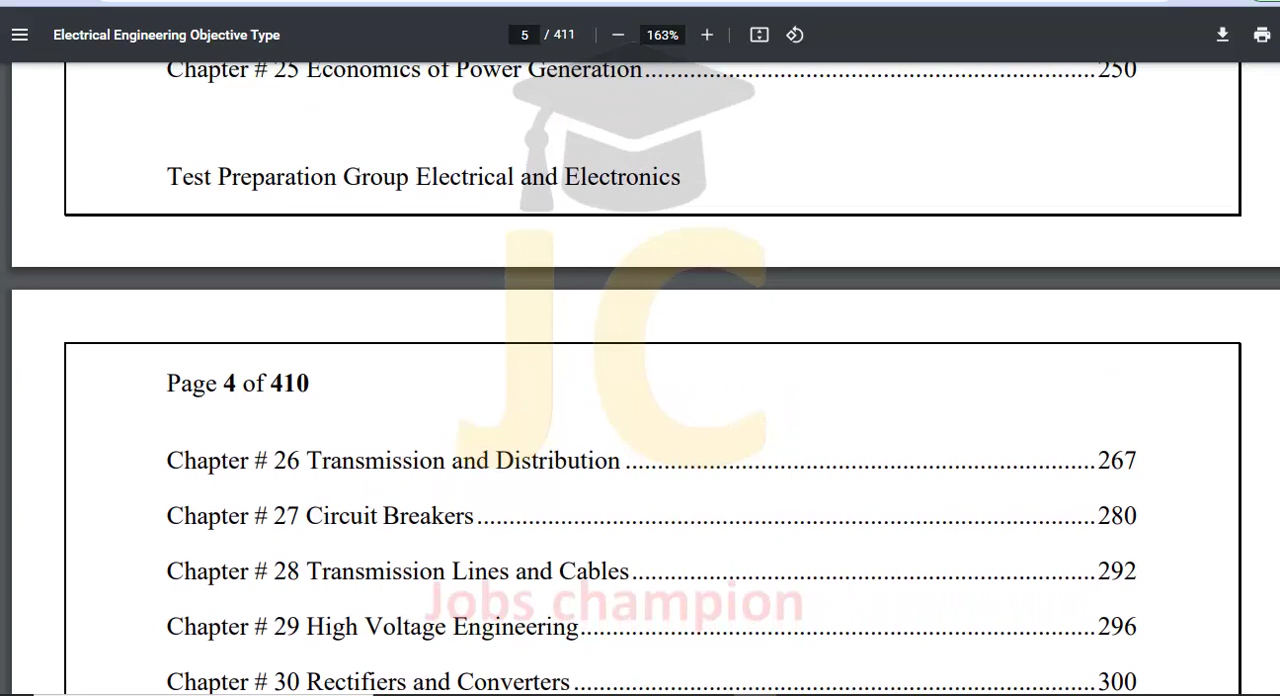 Electrical Engineering Objective Type
5 / 411
163%
Chapter # 25 Economics of Power Generation......................................................................250
Test Preparation Group Electrical and Electronics
JC
Page 4 of 410
Chapter # 26 Transmission and Distribution .........................................................................267
Chapter # 27 Circuit Breakers...............................................................................................280
Chapter # 28 Transmission Lines and Cables........................................................................292
Jobs champion
Chapter # 29 High Voltage Engineering................................................................................296
Chapter # 30 Rectifiers and Converters .................................................................................300